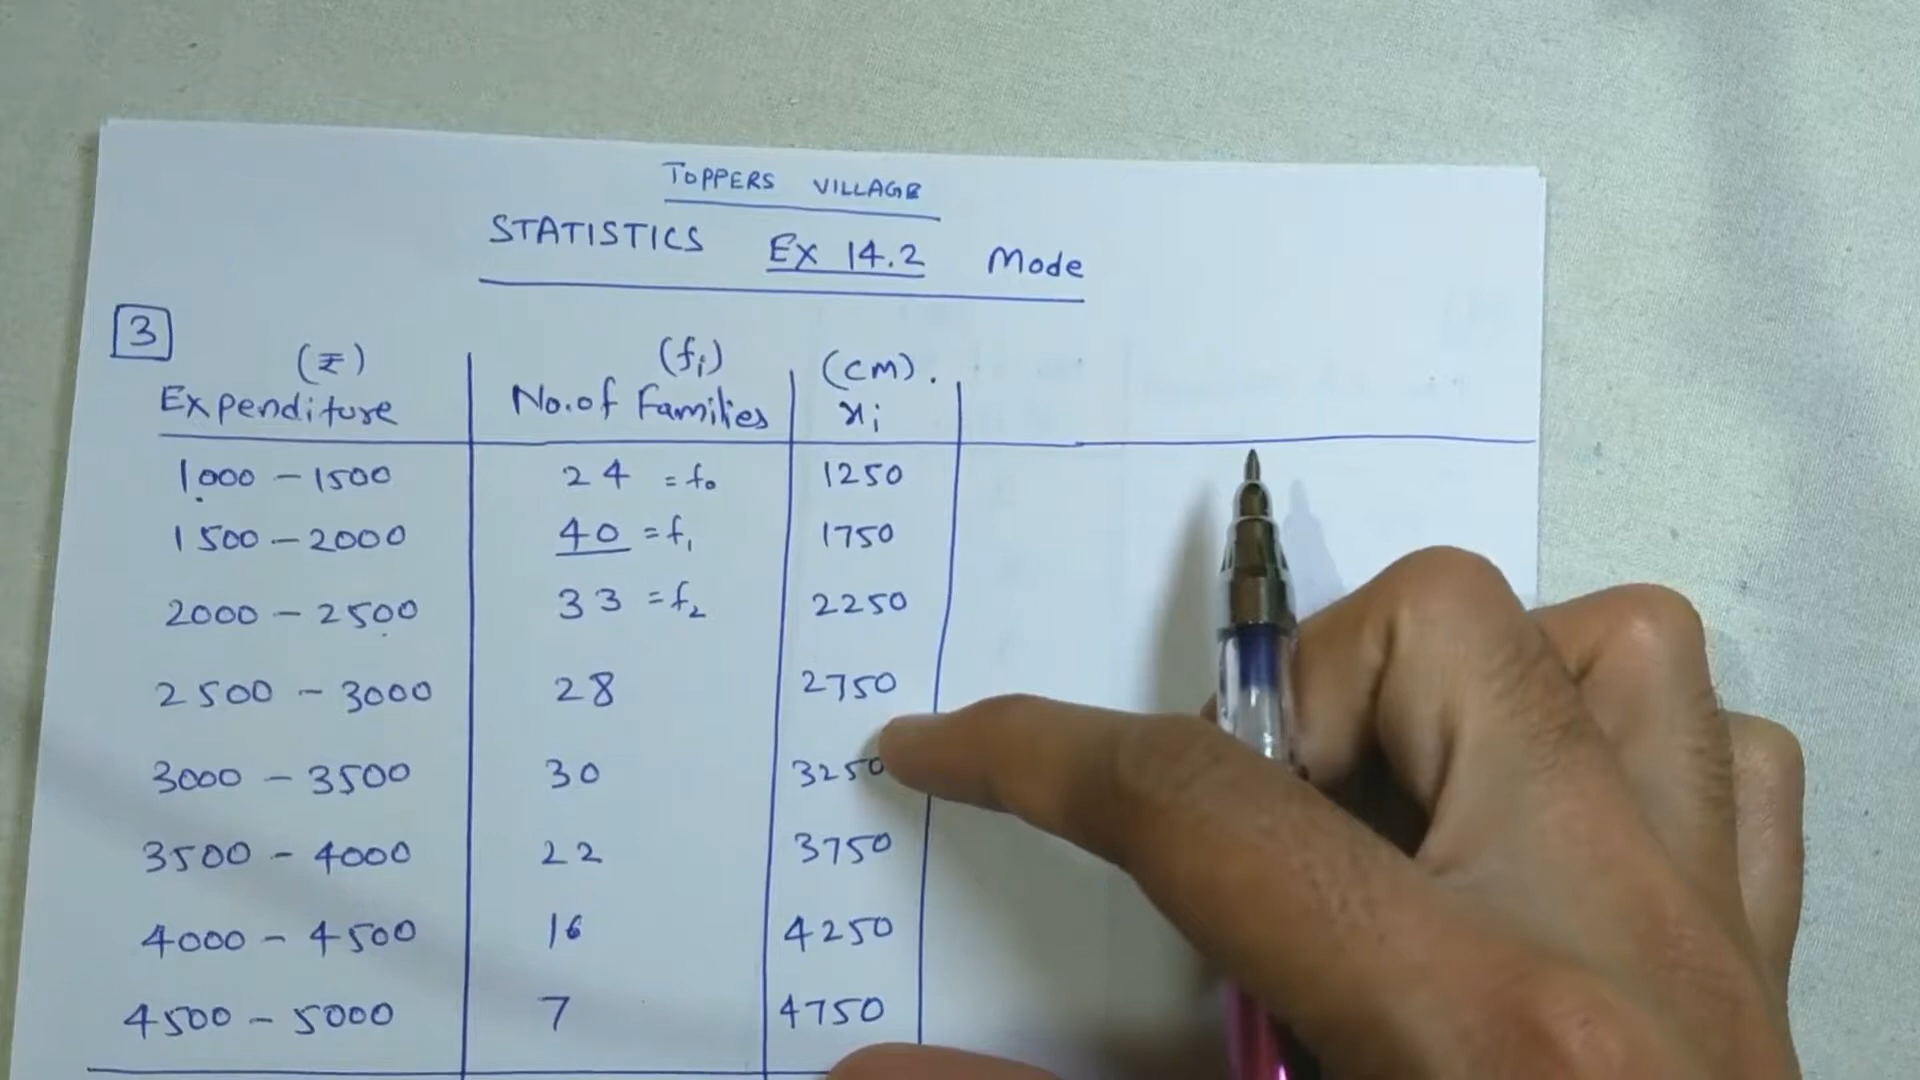 TOPPERS VILLAGE
STATISTICS Ex 14.2 Mode
3
(₹) (fi) (cm).
Expenditure No.of Families xi
1000 - 1500 24 = f₀ 1250
1500 - 2000 40 = f₁ 1750
2000 - 2500 33 = f₂ 2250
2500 - 3000 28 2750
3000 - 3500 30 3250
3500 - 4000 22 3750
4000 - 4500 16 4250
4500 - 5000 7 4750